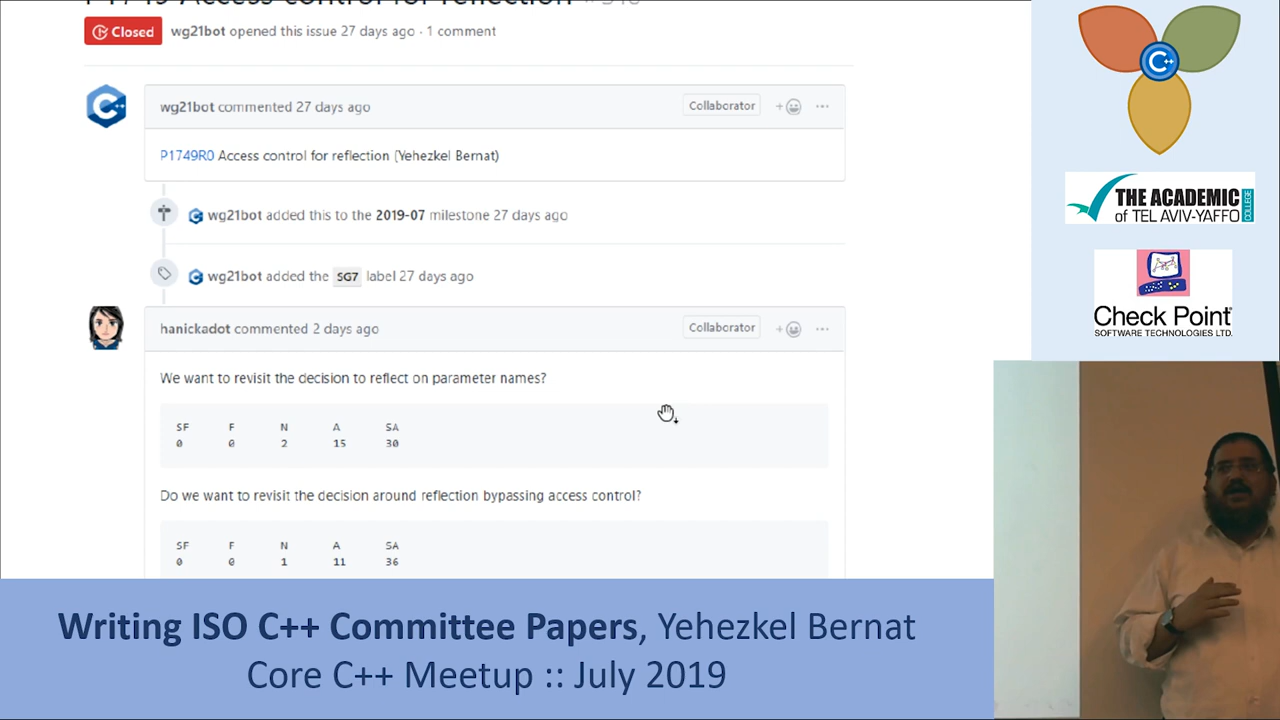 P1749 Access control for reflection
Closed wg21bot opened this issue 27 days ago · 1 comment
wg21bot commented 27 days ago Collaborator
P1749R0 Access control for reflection (Yehezkel Bernat)
wg21bot added this to the 2019-07 milestone 27 days ago
wg21bot added the SG7 label 27 days ago
hanickadot commented 2 days ago Collaborator
We want to revisit the decision to reflect on parameter names?
SF F N A SA
0 0 2 15 30
Do we want to revisit the decision around reflection bypassing access control?
SF F N A SA
0 0 1 11 36
C++
THE ACADEMIC
of TEL AVIV-YAFFO
COLLEGE
Check Point
SOFTWARE TECHNOLOGIES LTD.
Writing ISO C++ Committee Papers, Yehezkel Bernat
Core C++ Meetup :: July 2019